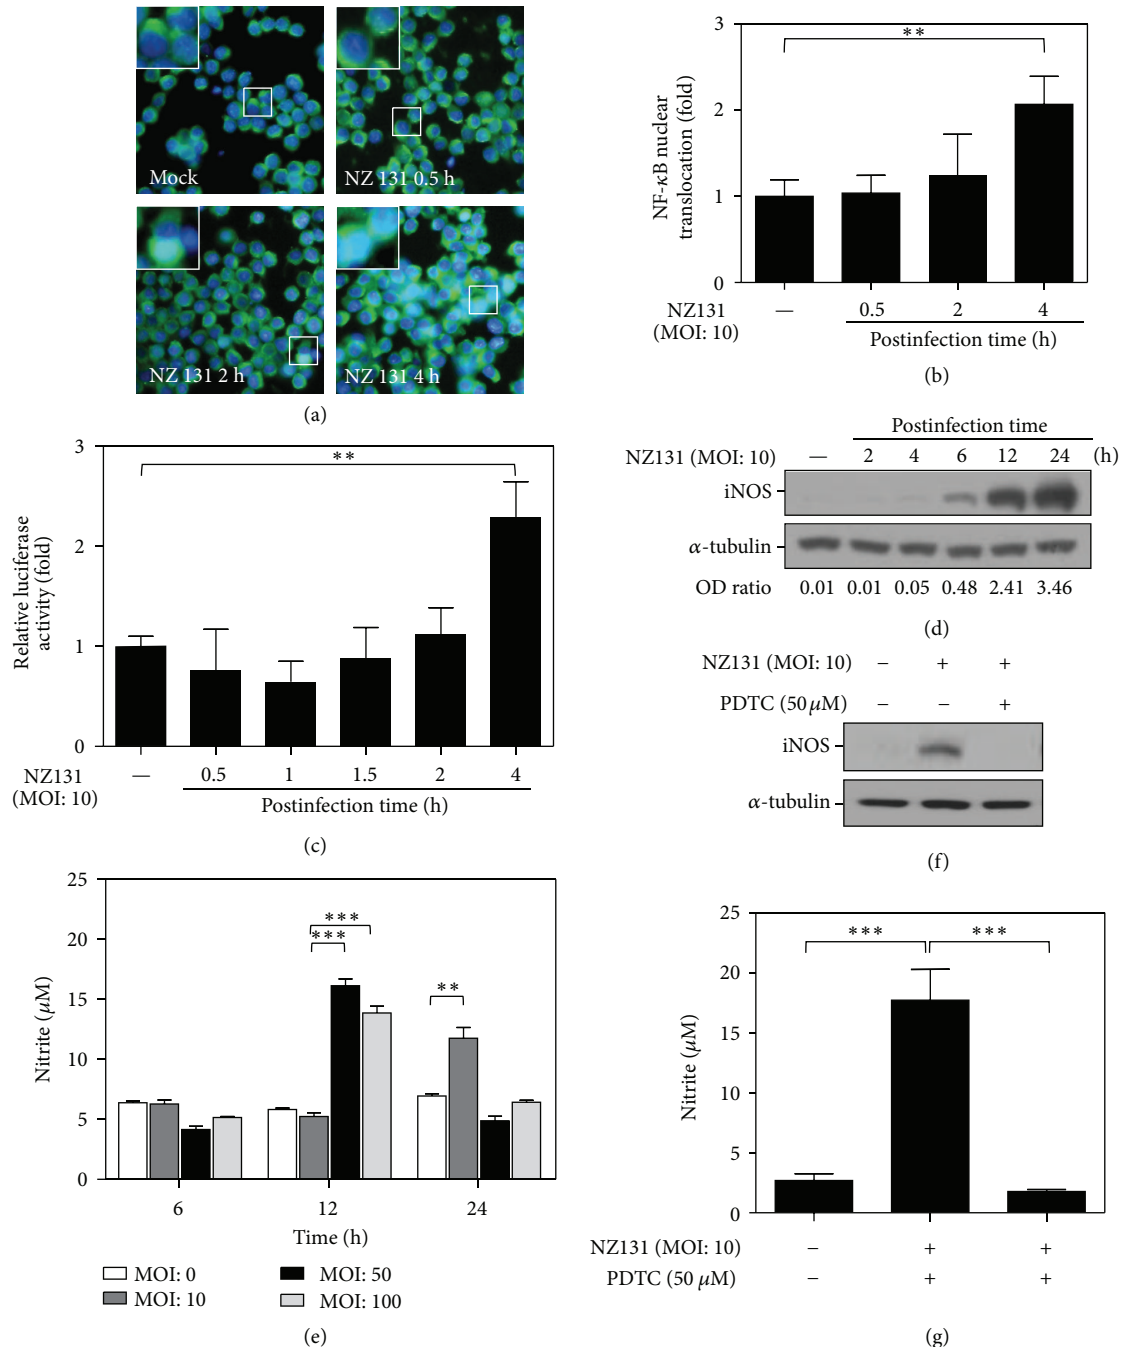 Mock
NZ 131 0.5 h
NZ 131 2 h
NZ 131 4 h
(a)
NF-κB nuclear
translocation (fold)
3
2
1
0
**
NZ131
(MOI: 10)
— 0.5 2 4
Postinfection time (h)
(b)
Relative luciferase
activity (fold)
3
2
1
0
**
NZ131
(MOI: 10)
— 0.5 1 1.5 2 4
Postinfection time (h)
(c)
Postinfection time
NZ131 (MOI: 10) — 2 4 6 12 24 (h)
iNOS
α-tubulin
OD ratio 0.01 0.01 0.05 0.48 2.41 3.46
(d)
NZ131 (MOI: 10) − + +
PDTC (50 μM) − − +
iNOS
α-tubulin
(f)
Nitrite (μM)
25
20
15
10
5
0
***
***
**
6 12 24
Time (h)
MOI: 0
MOI: 10
MOI: 50
MOI: 100
(e)
Nitrite (μM)
25
20
15
10
5
0
*** ***
NZ131 (MOI: 10) − + +
PDTC (50 μM) − + +
(g)